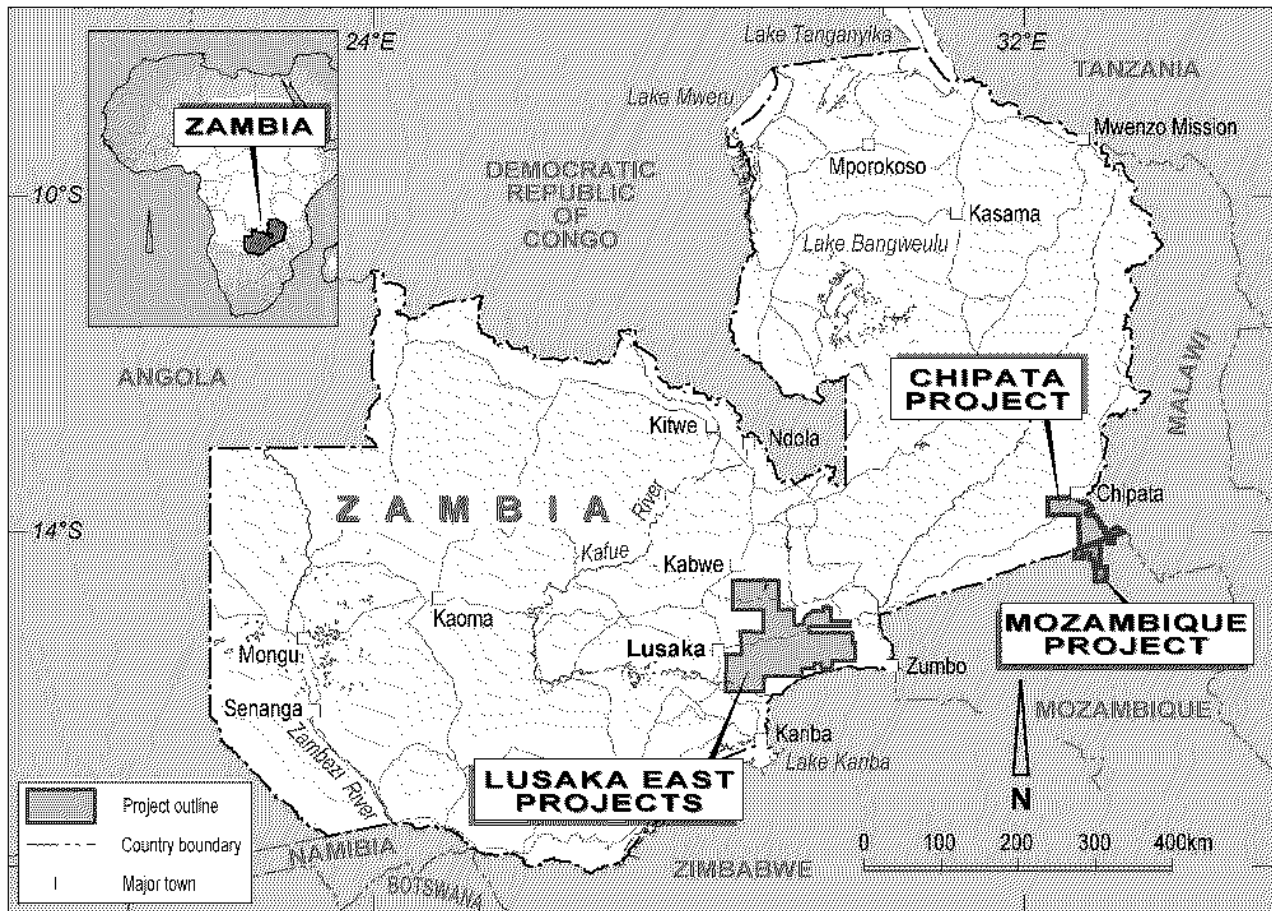 24°E
Lake Tanganyika
32°E
TANZANIA
Lake Mweru
ZAMBIA
Mwenzo Mission
DEMOCRATIC
REPUBLIC
OF
CONGO
Mporokoso
10°S
Kasama
Lake Bangweulu
ANGOLA
CHIPATA
PROJECT
MALAWI
Kitwe
Ndola
ZAMBIA
River
Chipata
14°S
Kafue
Kabwe
Kaoma
MOZAMBIQUE
PROJECT
Mongu
Lusaka
Zumbo
Senanga
MOZAMBIQUE
Zambezi River
Kariba
Lake Kariba
LUSAKA EAST
PROJECTS
N
Project outline
Country boundary
Major town
NAMIBIA
BOTSWANA
ZIMBABWE
0 100 200 300 400km